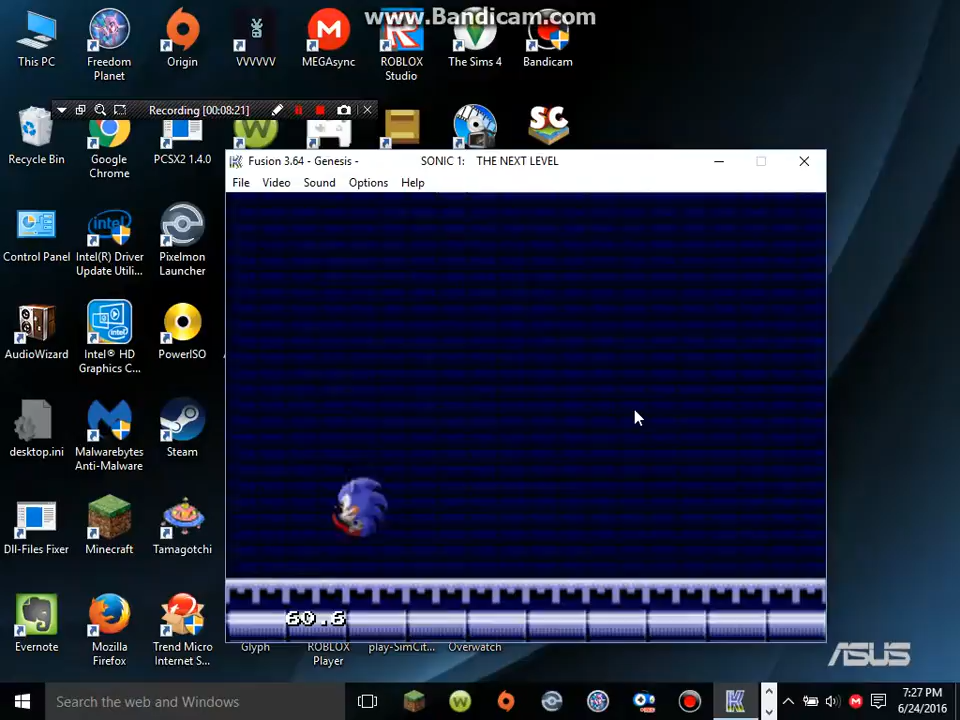 www.Bandicam.com
This PC
Freedom Planet
Origin
VVVVVV
MEGAsync
ROBLOX Studio
The Sims 4
Bandicam
Recording [00:08:21]
Recycle Bin
Google Chrome
PCSX2 1.4.0
SC
Fusion 3.64 - Genesis - SONIC 1: THE NEXT LEVEL
File Video Sound Options Help
Control Panel
Intel(R) Driver Update Utili...
Pixelmon Launcher
AudioWizard
Intel® HD Graphics C...
PowerISO
desktop.ini
Malwarebytes Anti-Malware
Steam
Dll-Files Fixer
Minecraft
Tamagotchi
60.6
Evernote
Mozilla Firefox
Trend Micro Internet S...
Glyph
ROBLOX Player
play-SimCit...
Overwatch
ASUS
Search the web and Windows
7:27 PM
6/24/2016